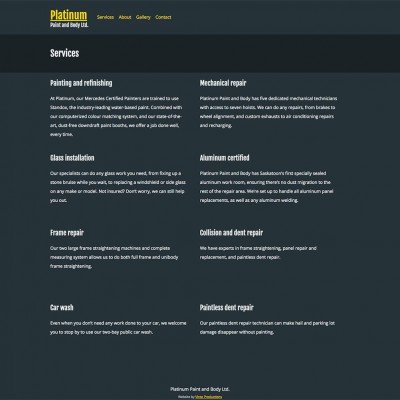 Platinum
Paint and Body Ltd.
Services About Gallery Contact
Services
Painting and refinishing
At Platinum, our Mercedes Certified Painters are trained to use
Standox, the industry-leading water-based paint. Combined with
our computerized colour matching system, and our state-of-the-
art, dust-free downdraft paint booths, we offer a job done well,
every time.
Mechanical repair
Platinum Paint and Body has five dedicated mechanical technicians
with access to seven hoists. We can do any repairs, from brakes to
wheel alignment, and custom exhausts to air conditioning repairs
and recharging.
Glass installation
Our specialists can do any glass work you need, from fixing up a
stone bruise while you wait, to replacing a windshield or side glass
on any make or model. Not insured? Don't worry, we can still help
you out.
Aluminum certified
Platinum Paint and Body has Saskatoon's first specially sealed
aluminum work room, ensuring there's no dust migration to the
rest of the repair area. We're set up to handle all aluminum panel
replacements, as well as any aluminum welding.
Frame repair
Our two large frame straightening machines and complete
measuring system allows us to do both full frame and unibody
frame straightening.
Collision and dent repair
We have experts in frame straightening, panel repair and
replacement, and paintless dent repair.
Car wash
Even when you don't need any work done to your car, we welcome
you to stop by to use our two-bay public car wash.
Paintless dent repair
Our paintless dent repair technician can make hail and parking lot
damage disappear without painting.
Platinum Paint and Body Ltd.
Website by